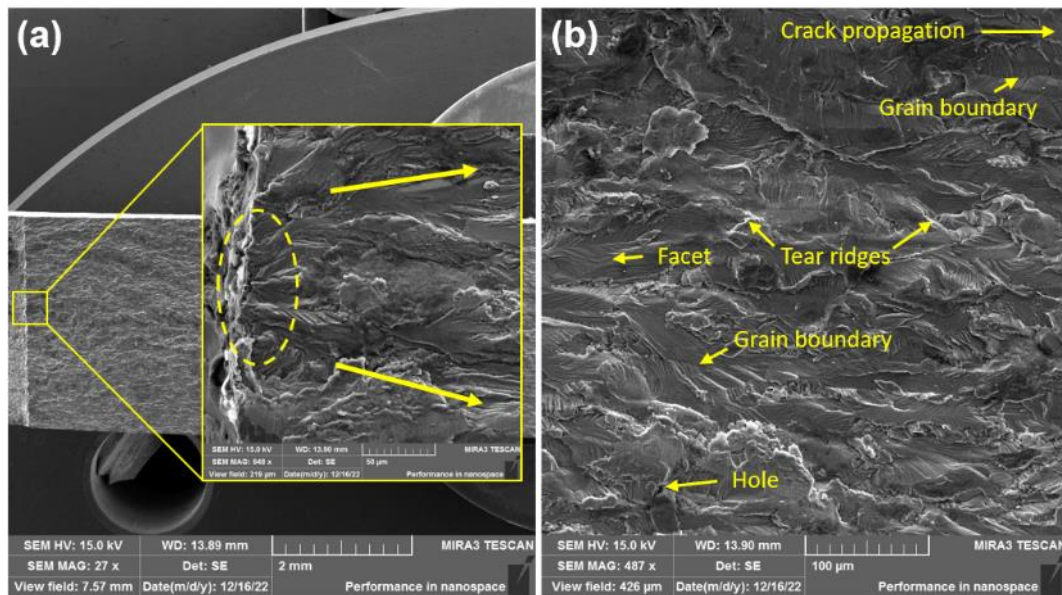 (a)
SEM HV: 15.0 kV WD: 13.90 mm MIRA3 TESCAN
SEM MAG: 949 x Det: SE 50 µm
View field: 219 µm Date(m/d/y): 12/16/22 Performance in nanospace
SEM HV: 15.0 kV WD: 13.89 mm MIRA3 TESCAN
SEM MAG: 27 x Det: SE 2 mm
View field: 7.57 mm Date(m/d/y): 12/16/22 Performance in nanospace
(b)
Crack propagation
Grain boundary
Tear ridges
Facet
Grain boundary
Hole
SEM HV: 15.0 kV WD: 13.90 mm MIRA3 TESCAN
SEM MAG: 487 x Det: SE 100 µm
View field: 426 µm Date(m/d/y): 12/16/22 Performance in nanospace